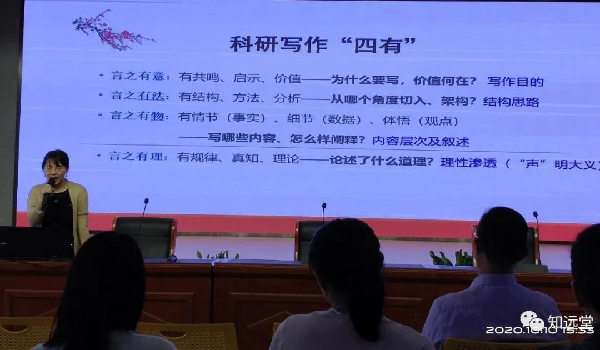 科研写作“四有”
• 言之有意：有共鸣、启示、价值——为什么要写，价值何在？ 写作目的
• 言之有法：有结构、方法、分析——从哪个角度切入、架构？结构思路
• 言之有物：有情节（事实）、细节（数据）、体悟（观点）
——写哪些内容、怎么样阐释？内容层次及叙述
• 言之有理：有规律、真知、理论——论述了什么道理？理性渗透（“声”明大义）
知远堂
2020.10.10 15:33